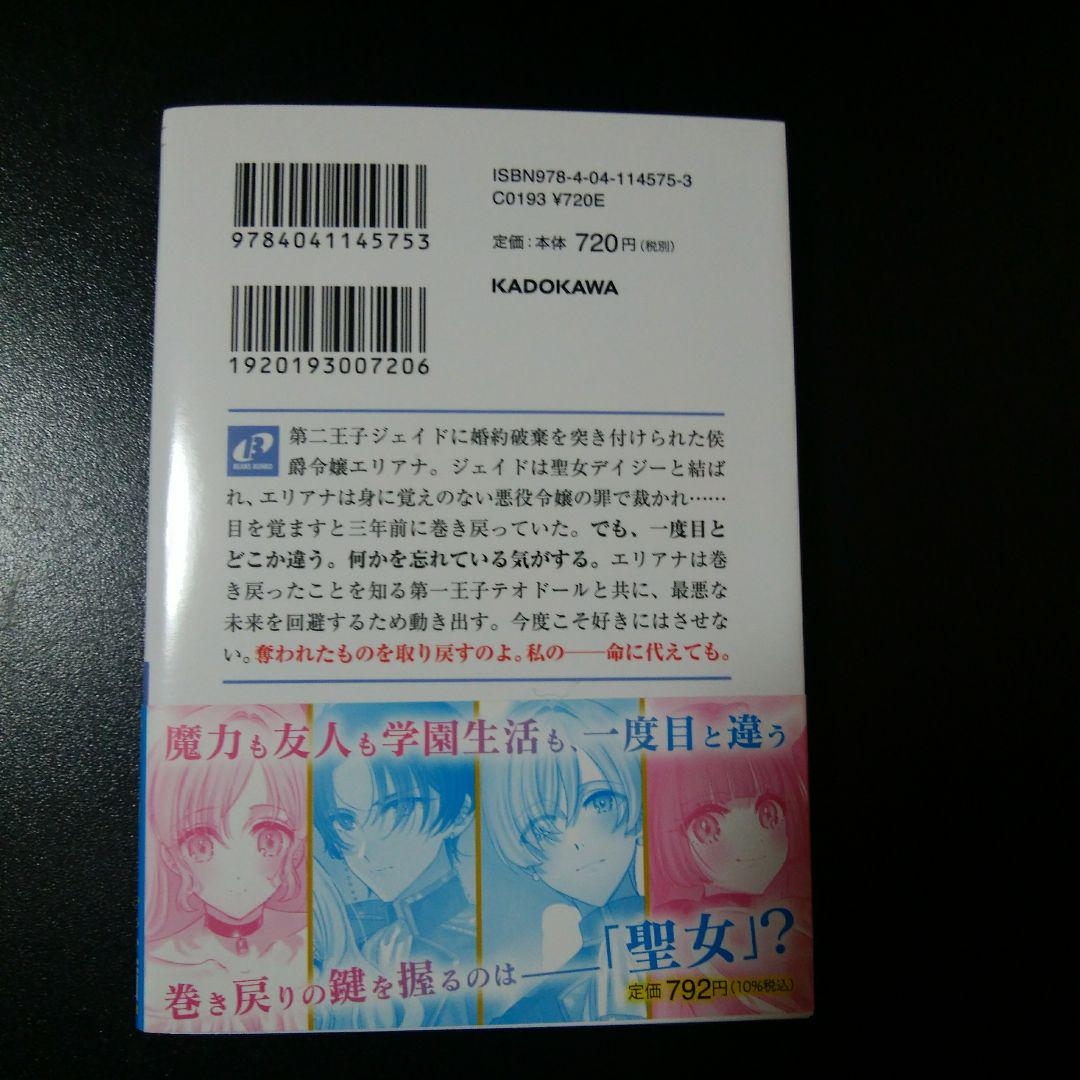 ISBN978-4-04-114575-3
C0193 ¥720E
定価:本体 720円(税別)
KADOKAWA
9784041145753
1920193007206
BEANS BUNKO
第二王子ジェイドに婚約破棄を突き付けられた侯
爵令嬢エリアナ。ジェイドは聖女デイジーと結ば
れ、エリアナは身に覚えのない悪役令嬢の罪で裁かれ……
目を覚ますと三年前に巻き戻っていた。でも、一度目と
どこか違う。何かを忘れている気がする。エリアナは巻
き戻ったことを知る第一王子テオドールと共に、最悪な
未来を回避するため動き出す。今度こそ好きにはさせな
い。奪われたものを取り戻すのよ。私の――命に代えても。
魔力も友人も学園生活も、一度目と違う
巻き戻りの鍵を握るのは――「聖女」?
定価 792円(10%税込)